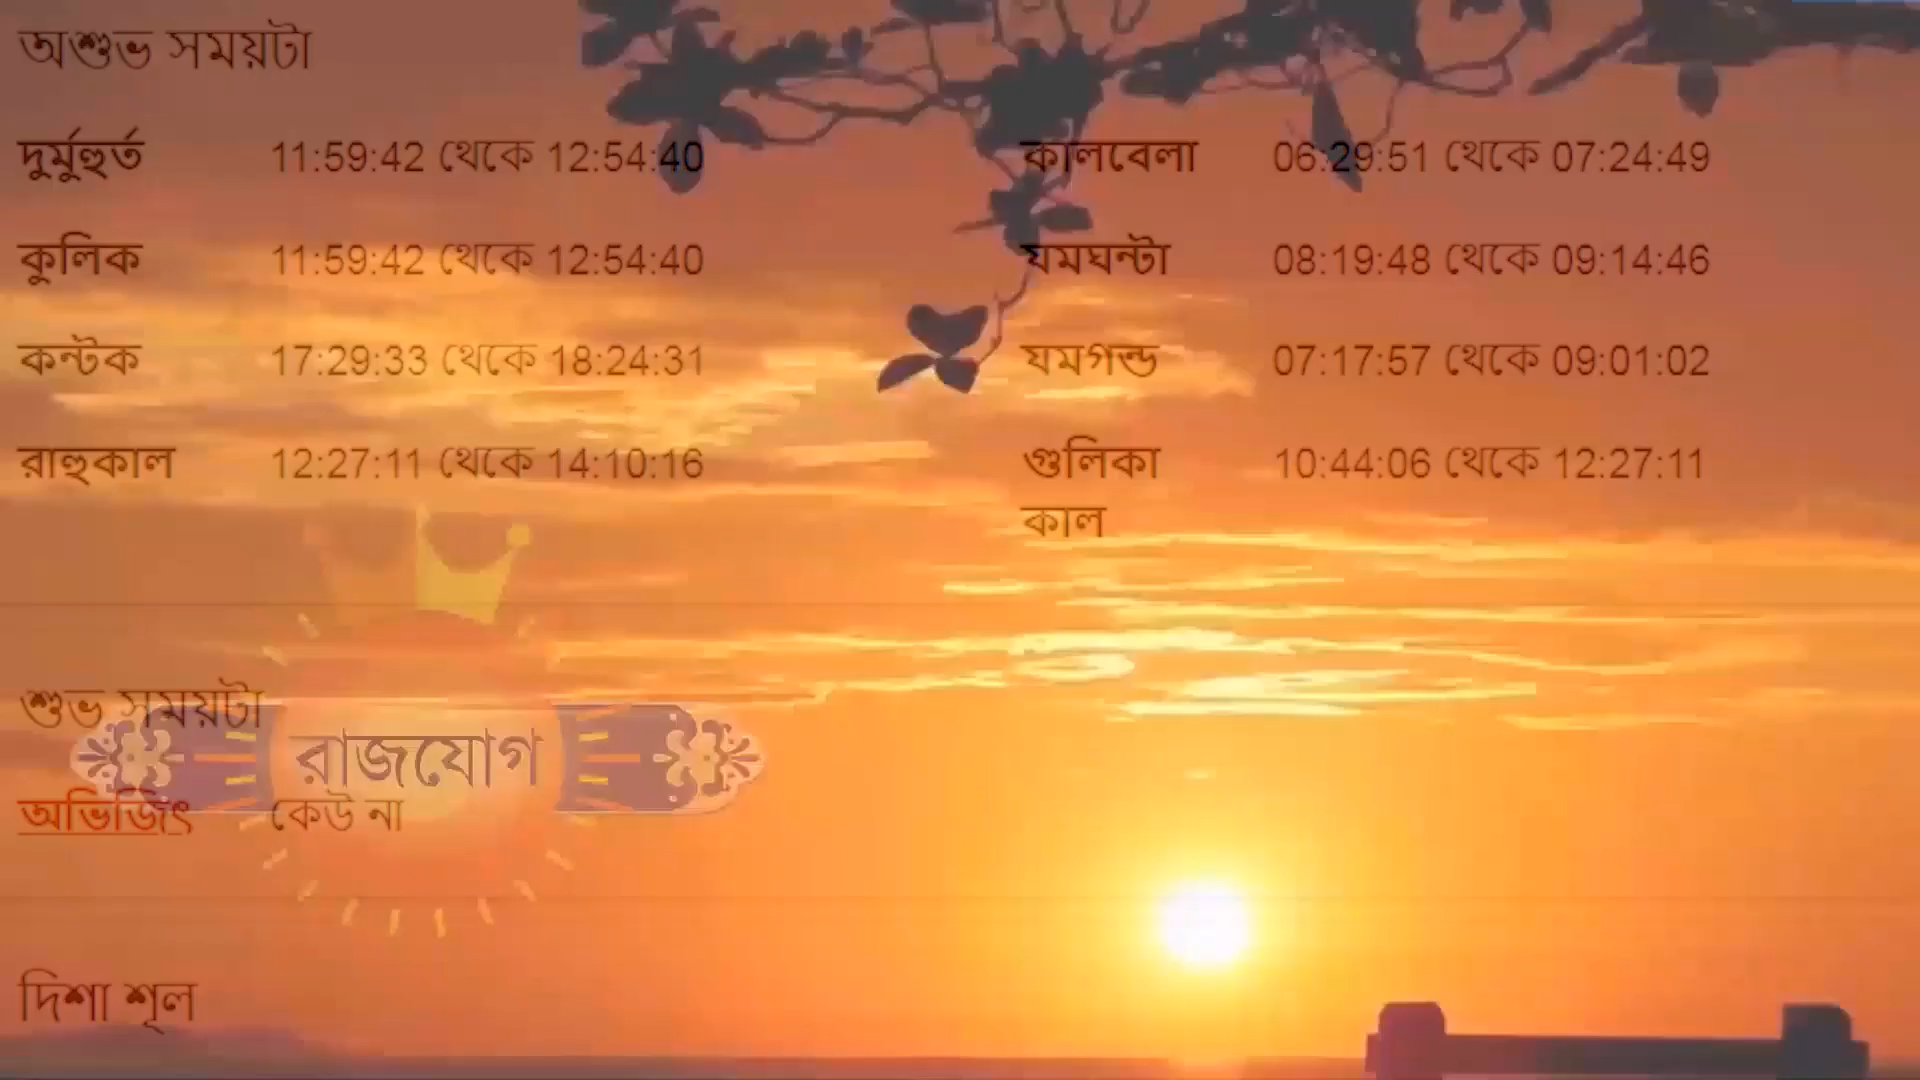 অশুভ সময়টা
দুর্মুহুর্ত 11:59:42 থেকে 12:54:40 কালবেলা 06:29:51 থেকে 07:24:49
কুলিক 11:59:42 থেকে 12:54:40 যমঘন্টা 08:19:48 থেকে 09:14:46
কন্টক 17:29:33 থেকে 18:24:31 যমগন্ড 07:17:57 থেকে 09:01:02
রাহুকাল 12:27:11 থেকে 14:10:16 গুলিকা কাল 10:44:06 থেকে 12:27:11
শুভ সময়টা
রাজযোগ
অভিজিৎ কেউ না
দিশা শূল